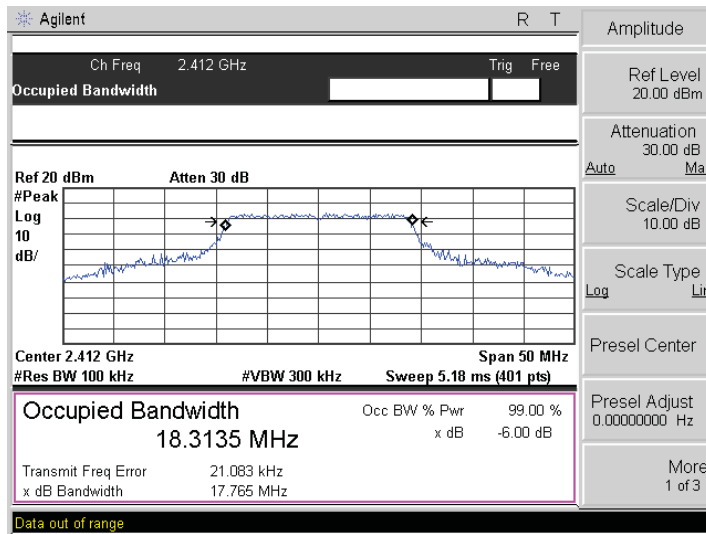 Agilent R T
Ch Freq 2.412 GHz Trig Free
Occupied Bandwidth
Ref 20 dBm Atten 30 dB
#Peak
Log
10
dB/
Center 2.412 GHz Span 50 MHz
#Res BW 100 kHz #VBW 300 kHz Sweep 5.18 ms (401 pts)
Occupied Bandwidth
18.3135 MHz
Occ BW % Pwr 99.00 %
x dB -6.00 dB
Transmit Freq Error 21.083 kHz
x dB Bandwidth 17.765 MHz
Data out of range
Amplitude
Ref Level
20.00 dBm
Attenuation
30.00 dB
Auto Ma
Scale/Div
10.00 dB
Scale Type
Log Lin
Presel Center
Presel Adjust
0.00000000 Hz
More
1 of 3